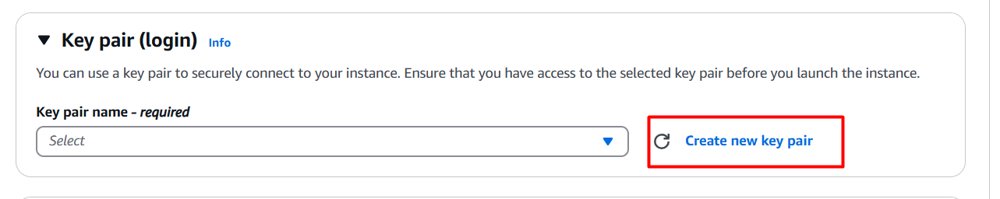 Key pair (login) Info
You can use a key pair to securely connect to your instance. Ensure that you have access to the selected key pair before you launch the instance.
Key pair name - required
Select
Create new key pair